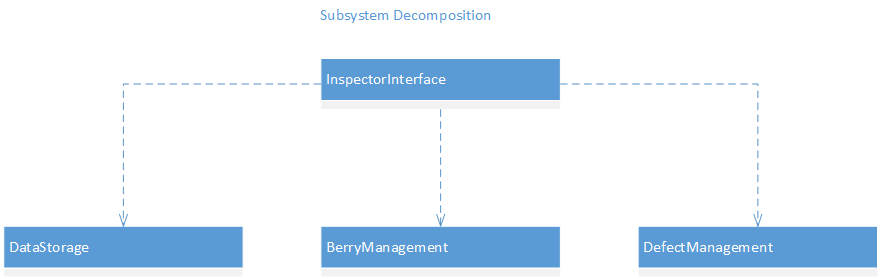 Subsystem Decomposition
InspectorInterface
DataStorage
BerryManagement
DefectManagement